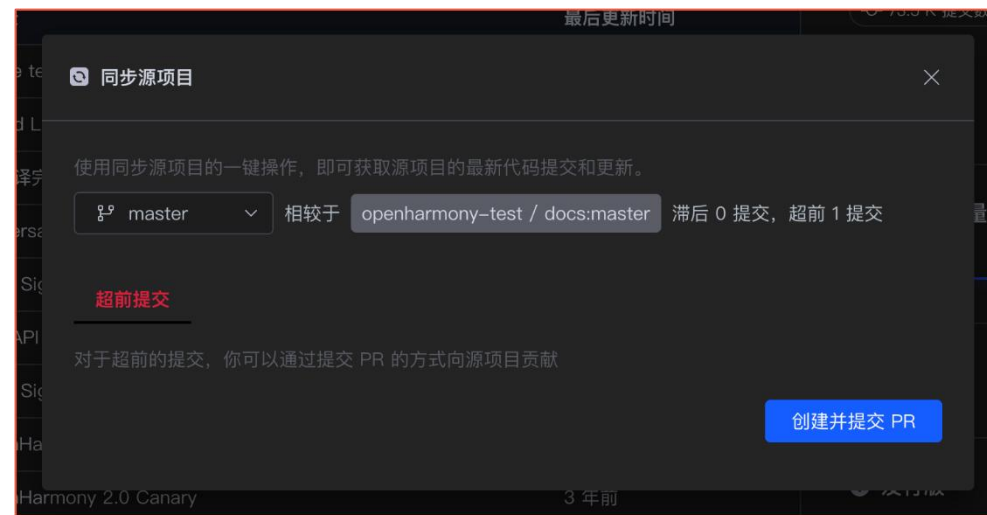 最后更新时间
同步源项目
使用同步源项目的一键操作，即可获取源项目的最新代码提交和更新。
master 相较于 openharmony-test / docs:master 滞后 0 提交，超前 1 提交
超前提交
API
对于超前的提交，你可以通过提交 PR 的方式向源项目贡献
创建并提交 PR
Harmony 2.0 Canary 3 年前